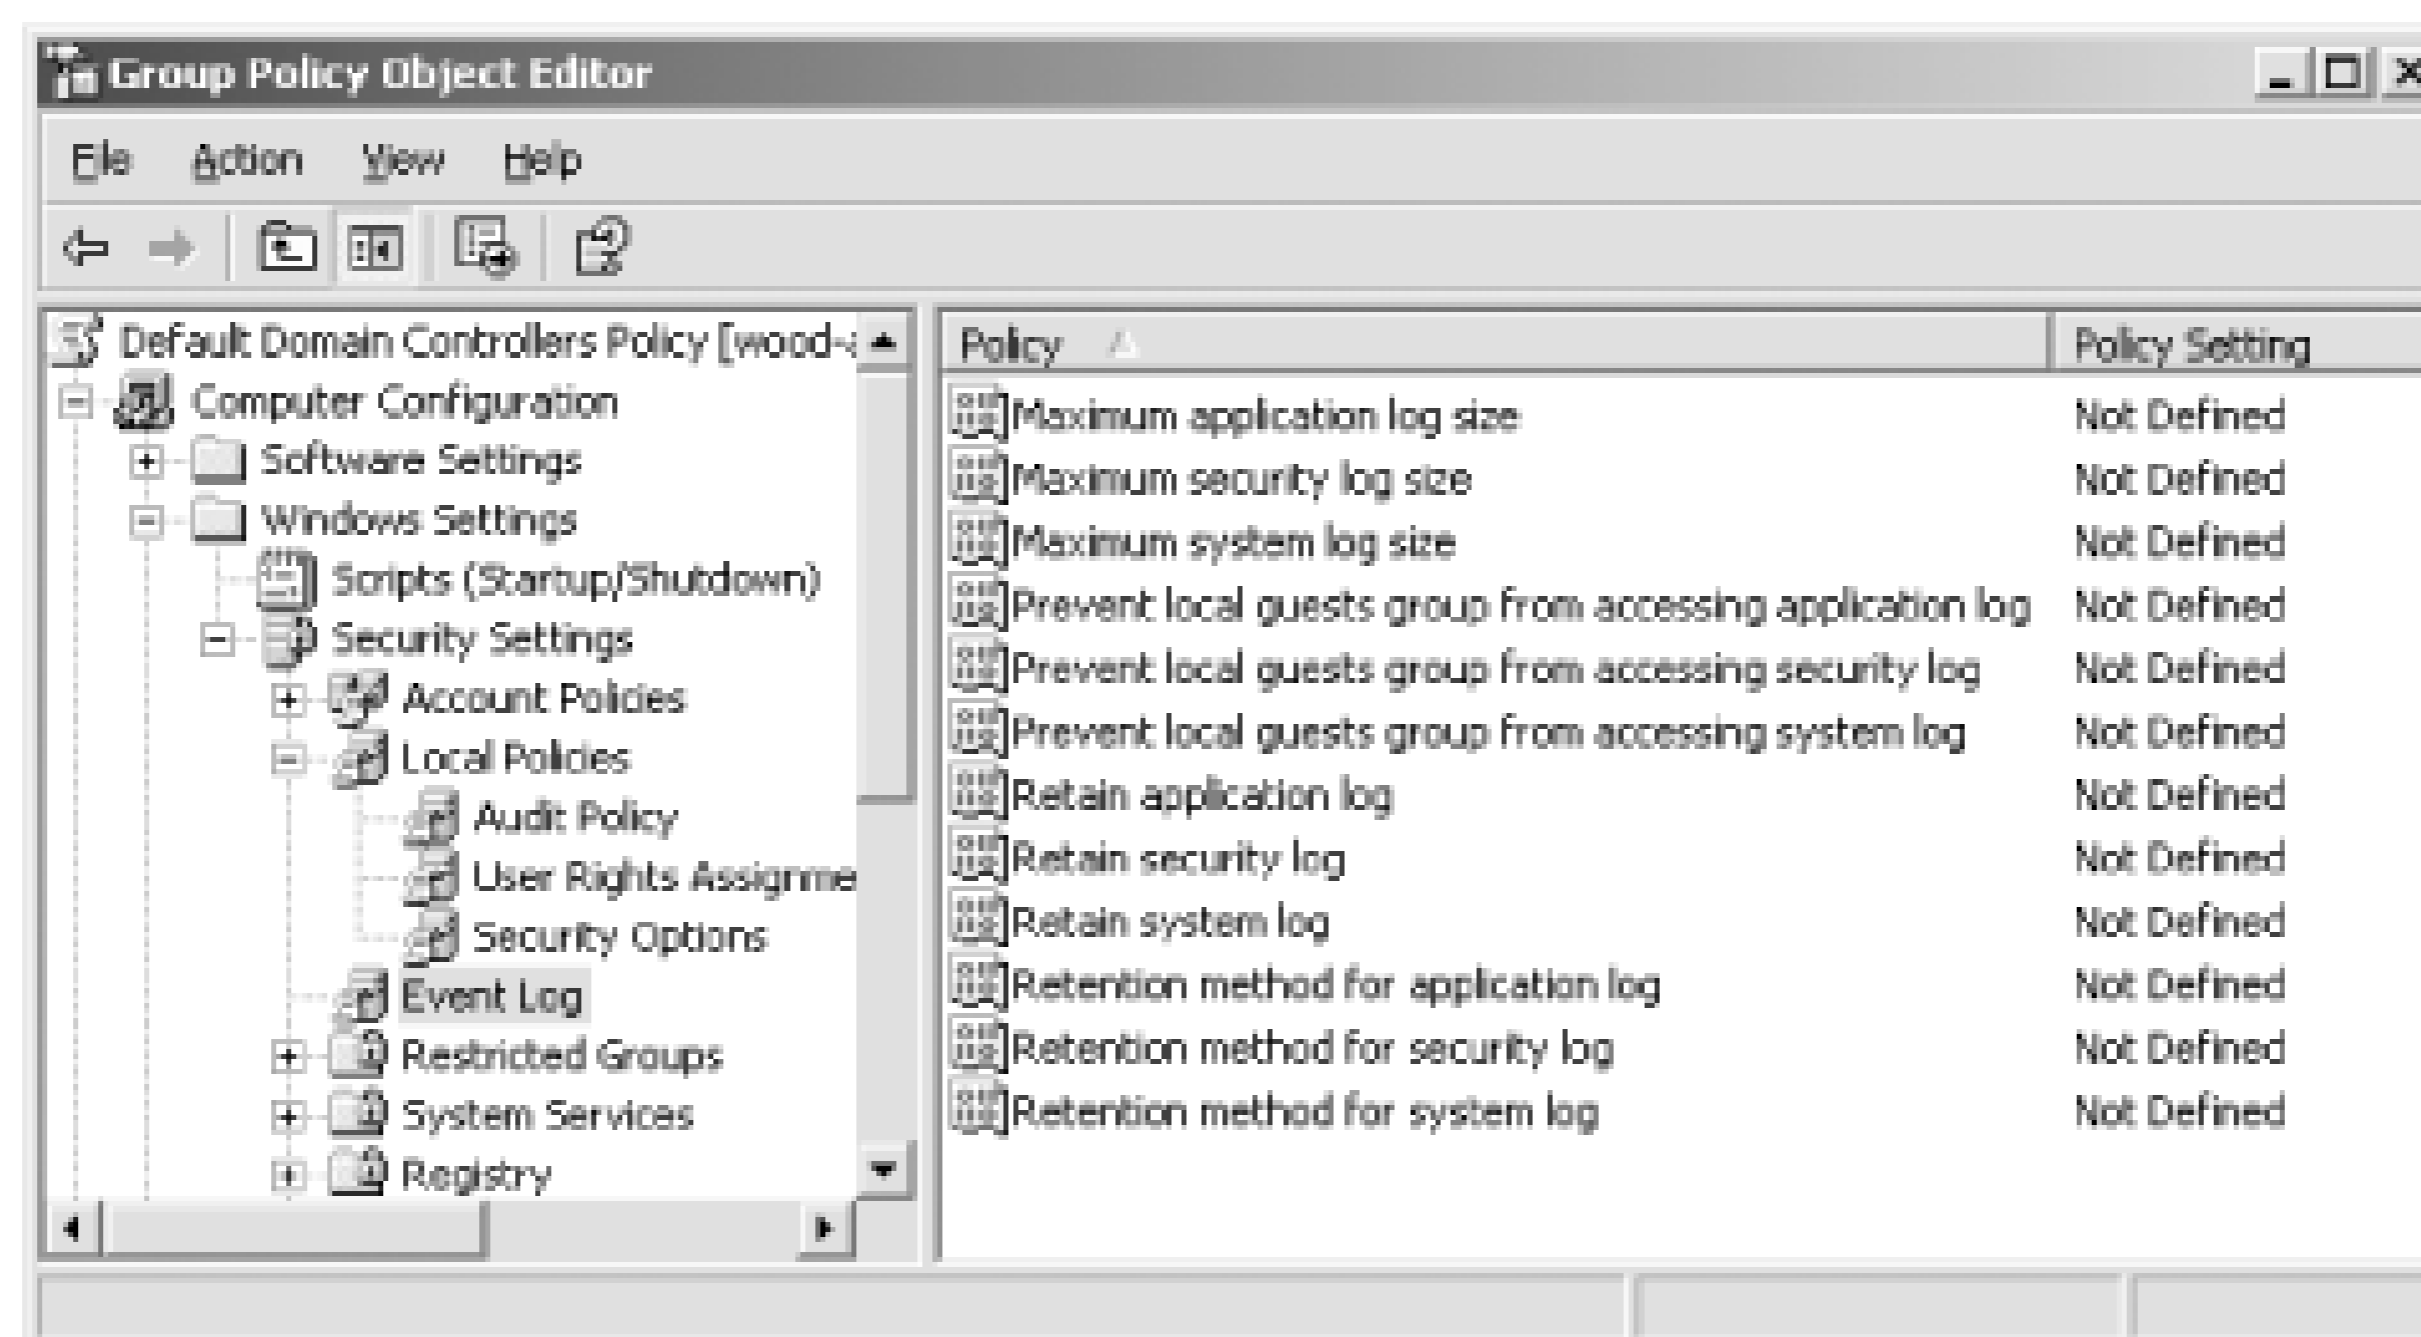 Group Policy Object Editor
File Action View Help
Default Domain Controllers Policy [wood-
Computer Configuration
Software Settings
Windows Settings
Scripts (Startup/Shutdown)
Security Settings
Account Policies
Local Policies
Audit Policy
User Rights Assignme
Security Options
Event Log
Restricted Groups
System Services
Registry
Policy Policy Setting
Maximum application log size Not Defined
Maximum security log size Not Defined
Maximum system log size Not Defined
Prevent local guests group from accessing application log Not Defined
Prevent local guests group from accessing security log Not Defined
Prevent local guests group from accessing system log Not Defined
Retain application log Not Defined
Retain security log Not Defined
Retain system log Not Defined
Retention method for application log Not Defined
Retention method for security log Not Defined
Retention method for system log Not Defined